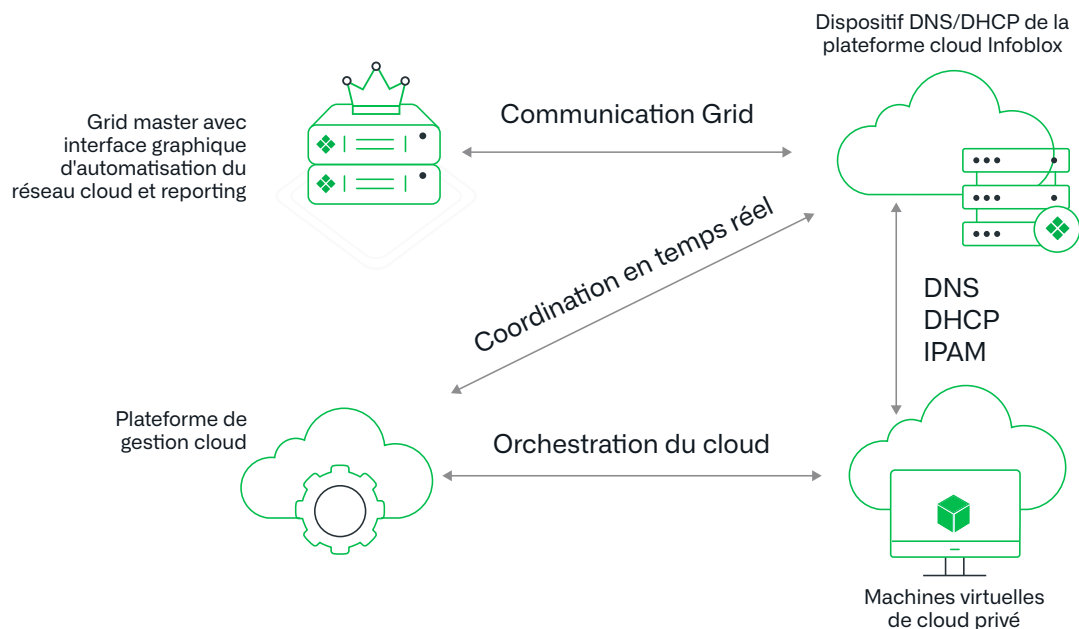 Dispositif DNS/DHCP de la
plateforme cloud Infoblox
Grid master avec
interface graphique
d'automatisation du
réseau cloud et reporting
Communication Grid
Coordination en temps réel
DNS
DHCP
IPAM
Plateforme de
gestion cloud
Orchestration du cloud
Machines virtuelles
de cloud privé